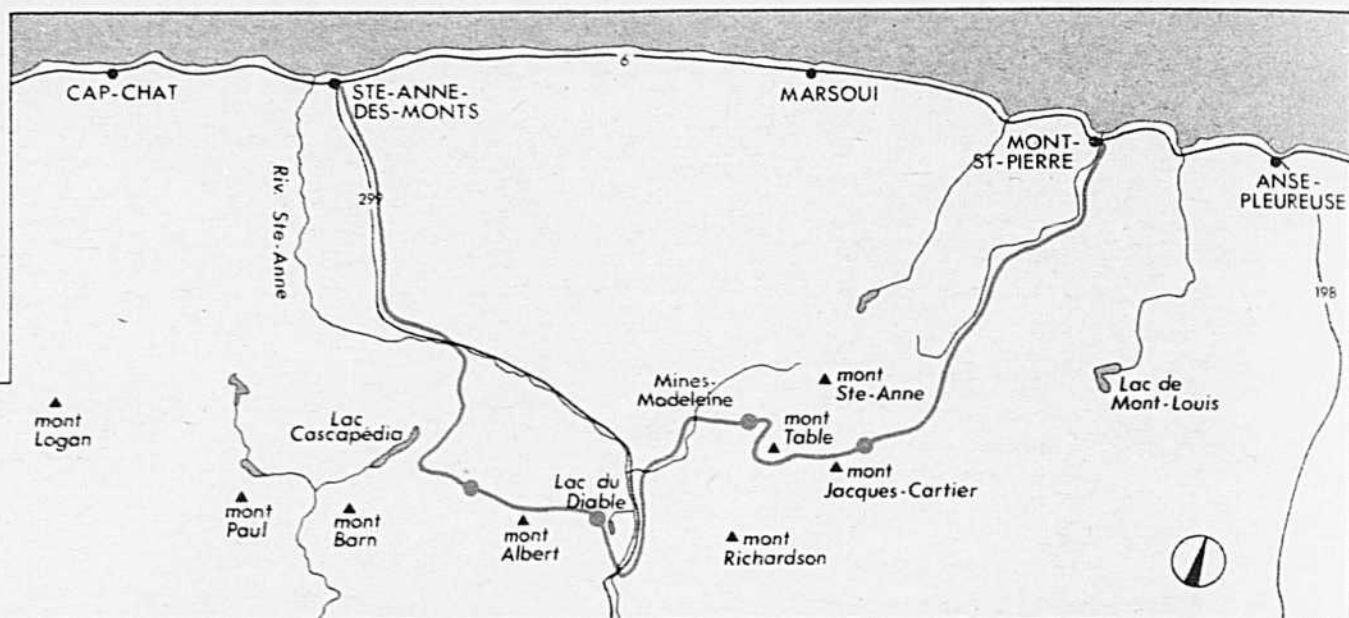 6
CAP-CHAT
STE-ANNE-
DES-MONTS
MARSOUI
MONT-
ST-PIERRE
ANSE-
PLEUREUSE
Riv. Ste-Anne
299
198
mont
Logan
Lac
Cascapédia
Mines-
Madeleine
mont
Ste-Anne
Lac de
Mont-Louis
mont
Table
mont
Jacques-Cartier
mont
Paul
mont
Barn
Lac du
Diable
mont
Albert
mont
Richardson